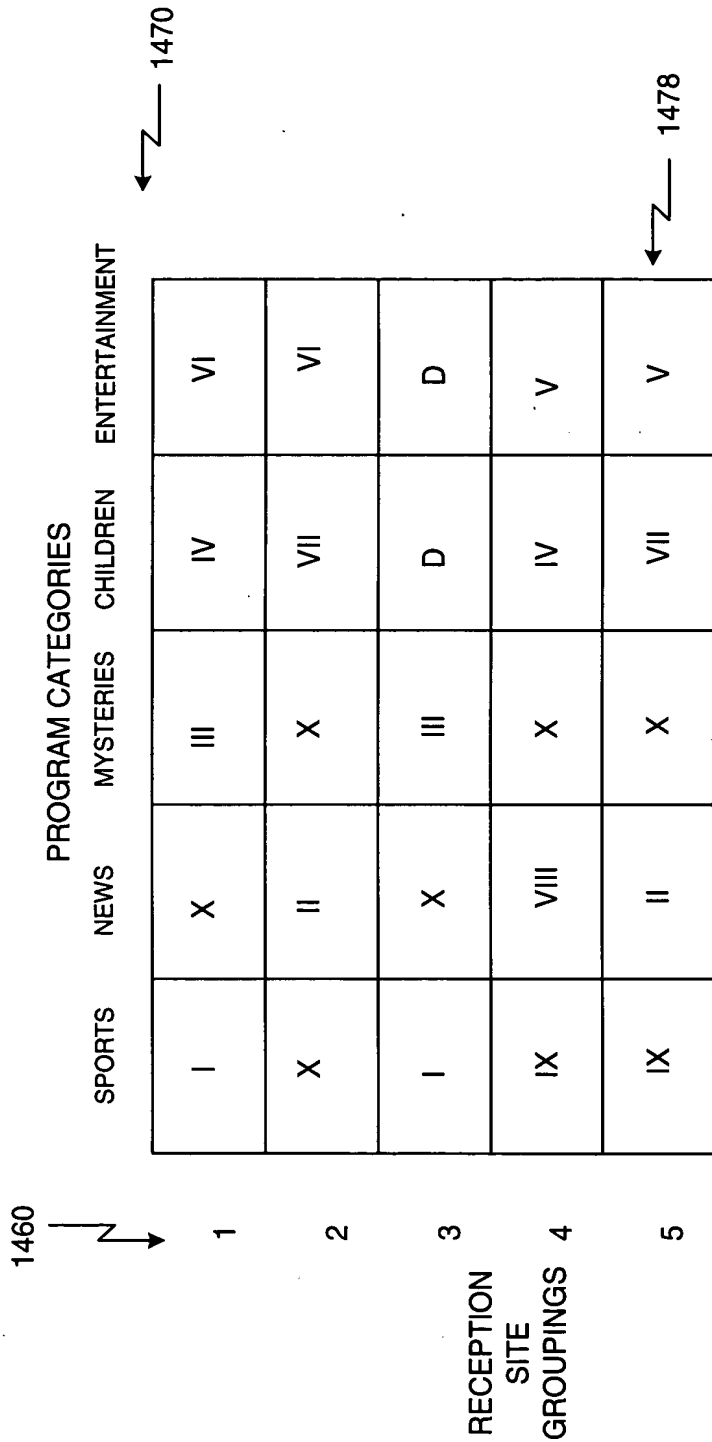 PROGRAM CATEGORIES
1460
1470
SPORTS NEWS MYSTERIES CHILDREN ENTERTAINMENT
1 I X III IV VI
2 X II X VII VI
3 I X III D D
RECEPTION
SITE
GROUPINGS
4 IX VIII X IV V
5 IX II X VII V
1478